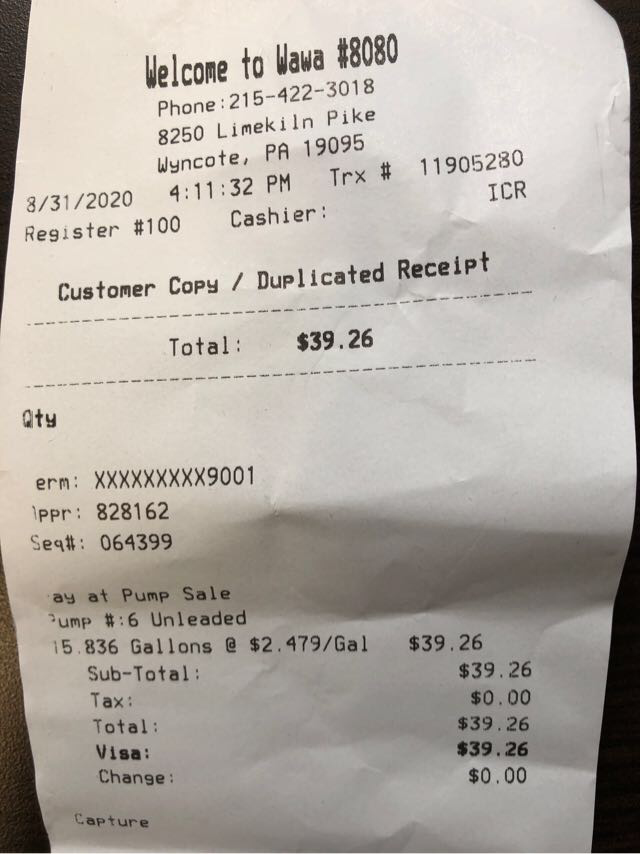 Welcome to Wawa #8080
Phone:215-422-3018
8250 Limekiln Pike
Wyncote, PA 19095
8/31/2020 4:11:32 PM Trx # 11905280
Register #100 Cashier: ICR
Customer Copy / Duplicated Receipt
Total: $39.26
Qty
erm: XXXXXXXXX9001
ppr: 828162
Seq#: 064399
ay at Pump Sale
Pump #:6 Unleaded
15.836 Gallons @ $2.479/Gal $39.26
Sub-Total: $39.26
Tax: $0.00
Total: $39.26
Visa: $39.26
Change: $0.00
Capture